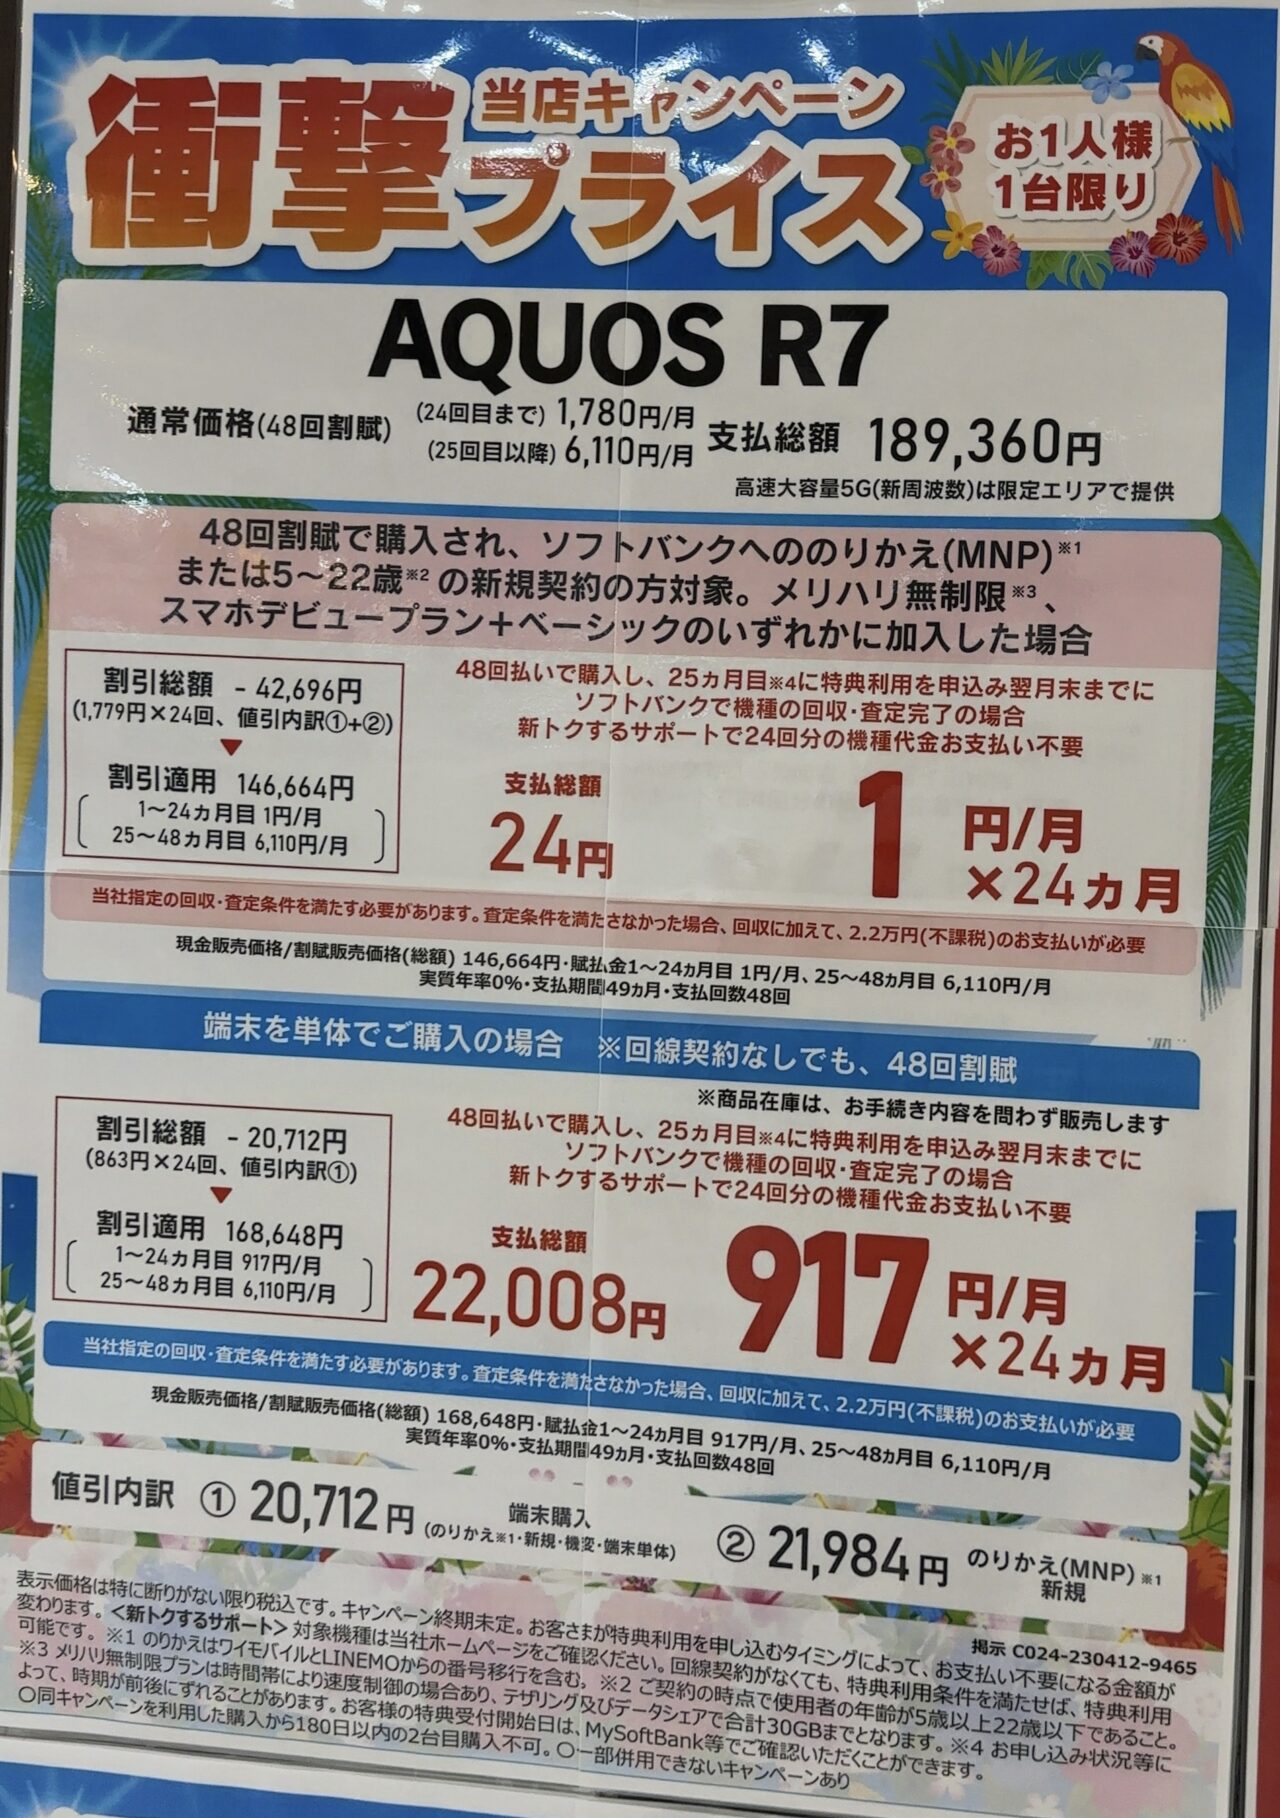 当店キャンペーン
衝撃プライス
お1人様
1台限り
AQUOS R7
通常価格(48回割賦) (24回目まで) 1,780円/月 (25回目以降) 6,110円/月 支払総額 189,360円
高速大容量5G(新周波数)は限定エリアで提供
48回割賦で購入され、ソフトバンクへののりかえ(MNP)※1
または5～22歳※2 の新規契約の方対象。メリハリ無制限※3、
スマホデビュープラン＋ベーシックのいずれかに加入した場合
割引総額 - 42,696円
(1,779円×24回、値引内訳①+②)
▼
割引適用 146,664円
1～24ヵ月目 1円/月
25～48ヵ月目 6,110円/月
48回払いで購入し、25ヵ月目※4に特典利用を申込み翌月末までに
ソフトバンクで機種の回収・査定完了の場合
新トクするサポートで24回分の機種代金お支払い不要
支払総額
24円
1円/月
×24ヵ月
当社指定の回収・査定条件を満たす必要があります。査定条件を満たさなかった場合、回収に加えて、2.2万円(不課税)のお支払いが必要
現金販売価格/割賦販売価格(総額) 146,664円・賦払金1～24ヵ月目 1円/月、25～48ヵ月目 6,110円/月
実質年率0%・支払期間49ヵ月・支払回数48回
端末を単体でご購入の場合 ※回線契約なしでも、48回割賦
※商品在庫は、お手続き内容を問わず販売します
割引総額 - 20,712円
(863円×24回、値引内訳①)
▼
割引適用 168,648円
1～24ヵ月目 917円/月
25～48ヵ月目 6,110円/月
48回払いで購入し、25ヵ月目※4に特典利用を申込み翌月末までに
ソフトバンクで機種の回収・査定完了の場合
新トクするサポートで24回分の機種代金お支払い不要
支払総額
22,008円
917円/月
×24ヵ月
当社指定の回収・査定条件を満たす必要があります。査定条件を満たさなかった場合、回収に加えて、2.2万円(不課税)のお支払いが必要
現金販売価格/割賦販売価格(総額) 168,648円・賦払金1～24ヵ月目 917円/月、25～48ヵ月目 6,110円/月
実質年率0%・支払期間49ヵ月・支払回数48回
値引内訳 ① 20,712円 端末購入 (のりかえ※1・新規・機変・端末単体) ② 21,984円 のりかえ(MNP)※1 新規
掲示 C024-230412-9465
表示価格は特に断りがない限り税込です。キャンペーン終期未定。お客さまが特典利用を申し込むタイミングによって、お支払い不要になる金額が
変わります。<新トクするサポート> 対象機種は当社ホームページをご確認ください。回線契約がなくても、特典利用条件を満たせば、特典利用
可能です。※1 のりかえはワイモバイルとLINEMOからの番号移行を含む。※2 ご契約の時点で使用者の年齢が5歳以上22歳以下であること。
※3 メリハリ無制限プランは時間帯により速度制御の場合あり、テザリング及びデータシェアで合計30GBまでとなります。※4 お申し込み状況等に
よって、時期が前後にずれることがあります。お客様の特典受付開始日は、MySoftBank等でご確認いただくことができます。
〇同キャンペーンを利用した購入から180日以内の2台目購入不可。〇一部併用できないキャンペーンあり